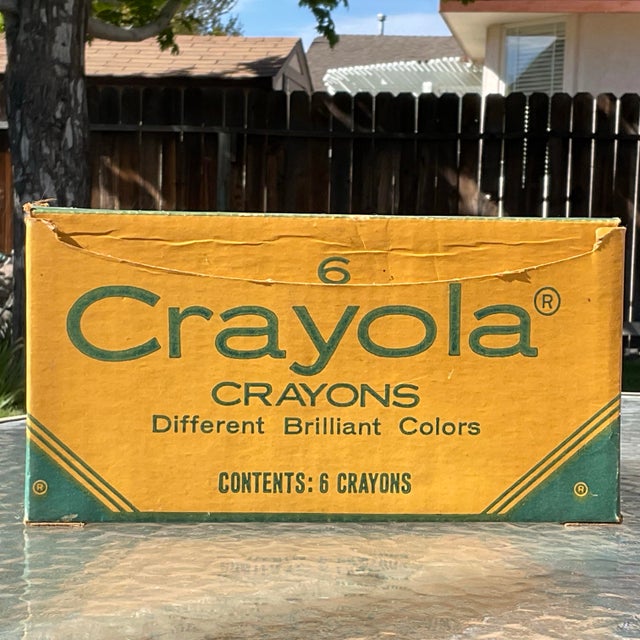 6
Crayola®
CRAYONS
Different Brilliant Colors
CONTENTS: 6 CRAYONS
® ®